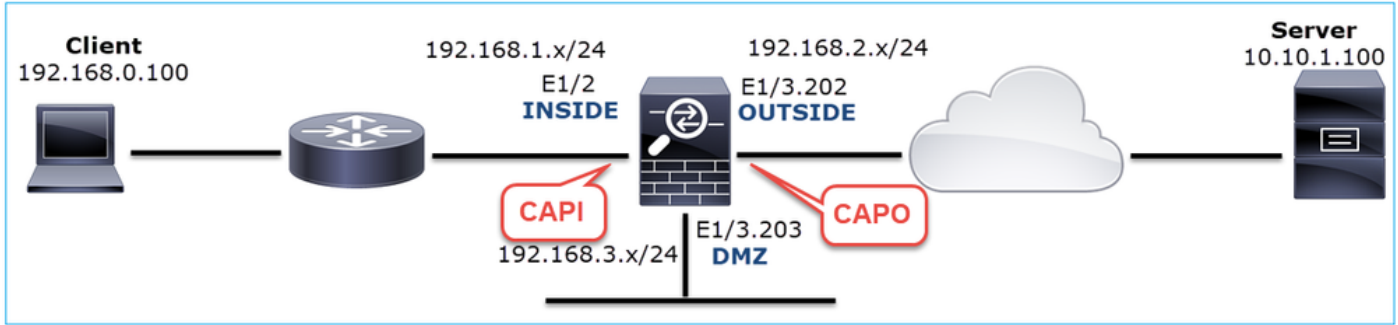 Client
192.168.0.100
192.168.1.x/24
E1/2
INSIDE
192.168.2.x/24
E1/3.202
OUTSIDE
Server
10.10.1.100
CAPI
CAPO
E1/3.203
192.168.3.x/24
DMZ